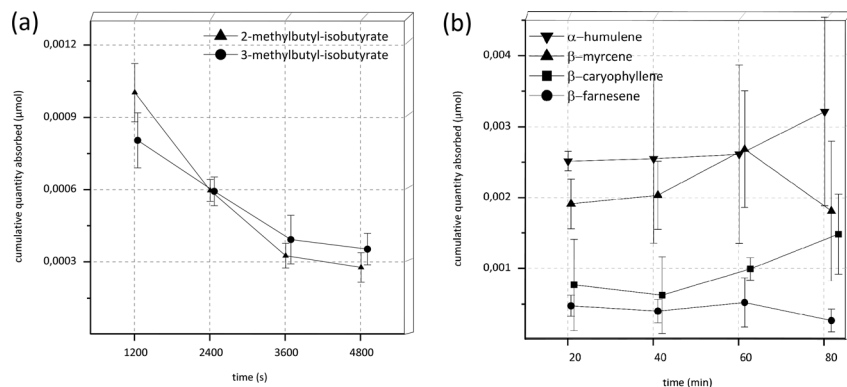 (a)
2-methylbutyl-isobutyrate
3-methylbutyl-isobutyrate
cumulative quantity absorbed (μmol)
0,0012
0,0009
0,0006
0,0003
1200 2400 3600 4800
time (s)
(b)
α-humulene
β-myrcene
β-caryophyllene
β-farnesene
cumulative quantity absorbed (μmol)
0,004
0,003
0,002
0,001
20 40 60 80
time (min)